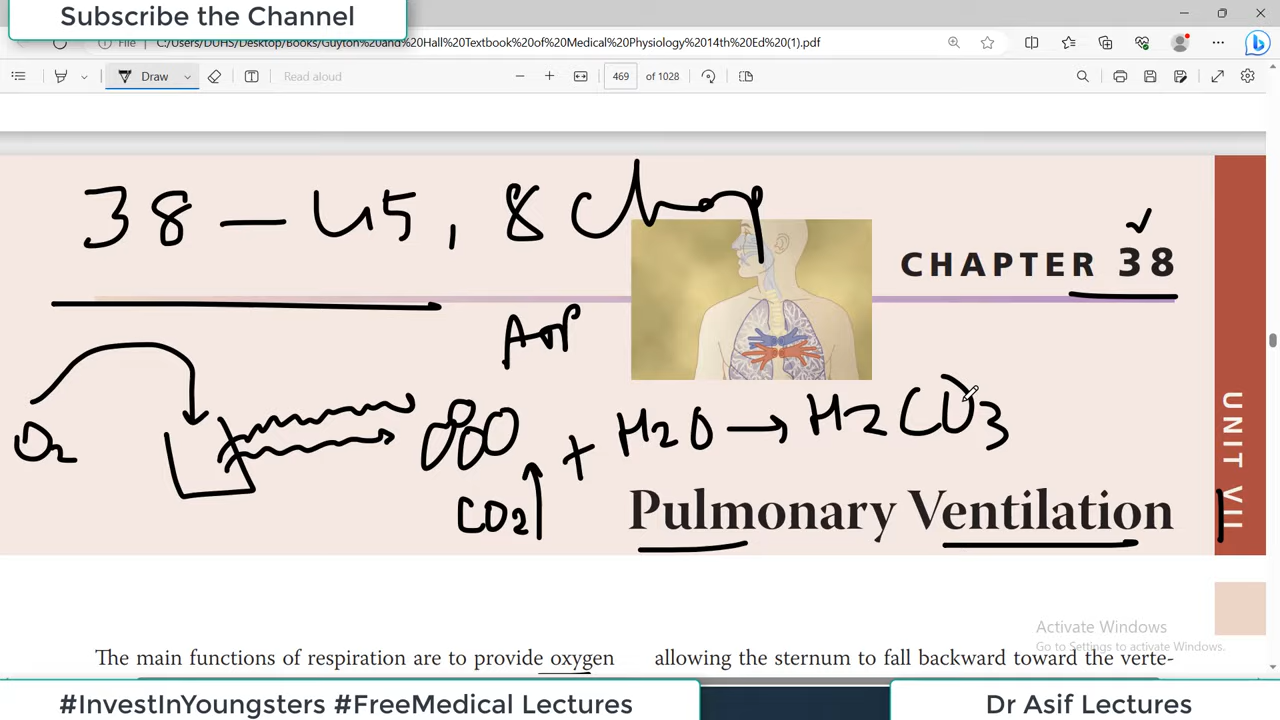 Subscribe the Channel
File C:/Users/DUHS/Desktop/Books/Guyton%20and%20Hall%20Textbook%20of%20Medical%20Physiology%2014th%20Ed%20(1).pdf
Draw Read aloud 469 of 1028
38 – 45, 8 Chap
CHAPTER 38
O2
CO2 + H2O → H2CO3
Pulmonary Ventilation
UNIT VII
The main functions of respiration are to provide oxygen
allowing the sternum to fall backward toward the verte-
Activate Windows
Go to Settings to activate Windows.
#InvestInYoungsters #FreeMedical Lectures
Dr Asif Lectures